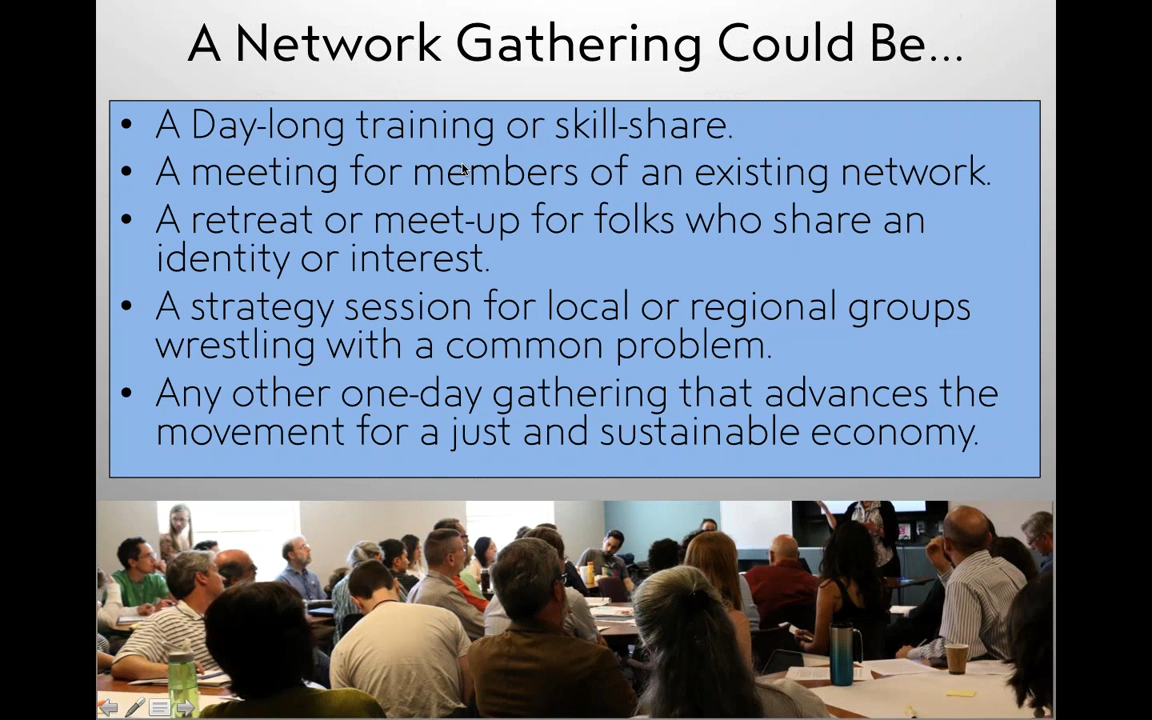 A Network Gathering Could Be...
• A Day-long training or skill-share.
• A meeting for members of an existing network.
• A retreat or meet-up for folks who share an
identity or interest.
• A strategy session for local or regional groups
wrestling with a common problem.
• Any other one-day gathering that advances the
movement for a just and sustainable economy.